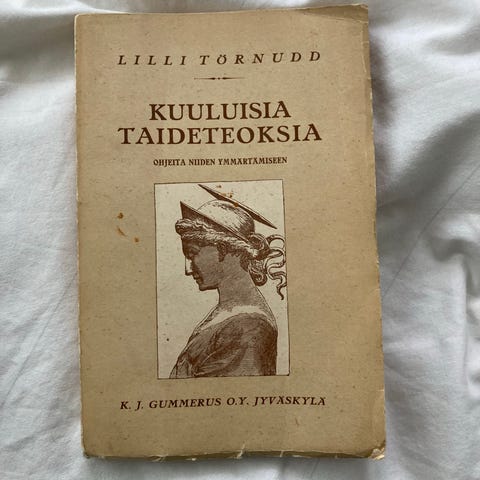 LILLI TÖRNUDD
KUULUISIA
TAIDETEOKSIA
OHJEITA NIIDEN YMMÄRTÄMISEEN
K. J. GUMMERUS O.Y. JYVÄSKYLÄ